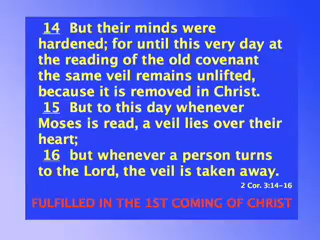 14 But their minds were
hardened; for until this very day at
the reading of the old covenant
the same veil remains unlifted,
because it is removed in Christ.
15 But to this day whenever
Moses is read, a veil lies over their
heart;
16 but whenever a person turns
to the Lord, the veil is taken away.
2 Cor. 3:14-16
FULFILLED IN THE 1ST COMING OF CHRIST